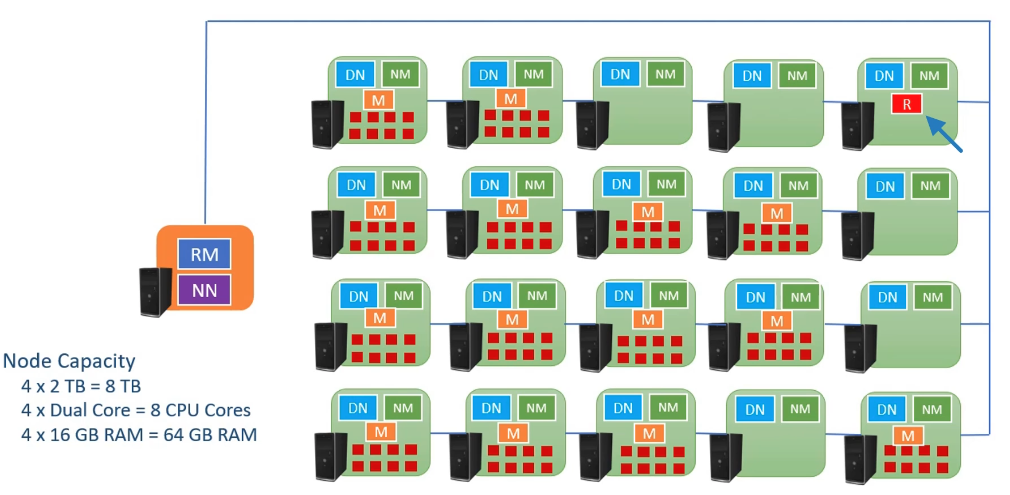 DN NM DN NM DN NM DN NM DN NM
M M R
DN NM DN NM DN NM DN NM DN NM
M M M M
RM
NN
DN NM DN NM DN NM DN NM DN NM
M M M M
Node Capacity
4 x 2 TB = 8 TB
4 x Dual Core = 8 CPU Cores
4 x 16 GB RAM = 64 GB RAM
DN NM DN NM DN NM DN NM DN NM
M M M M